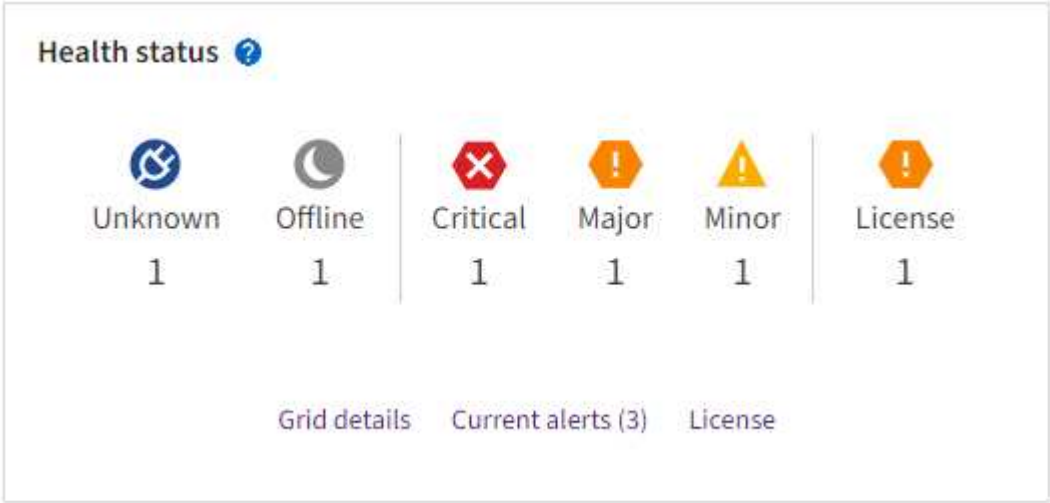 Health status ?
Unknown Offline Critical Major Minor License
1 1 1 1 1 1
Grid details Current alerts (3) License